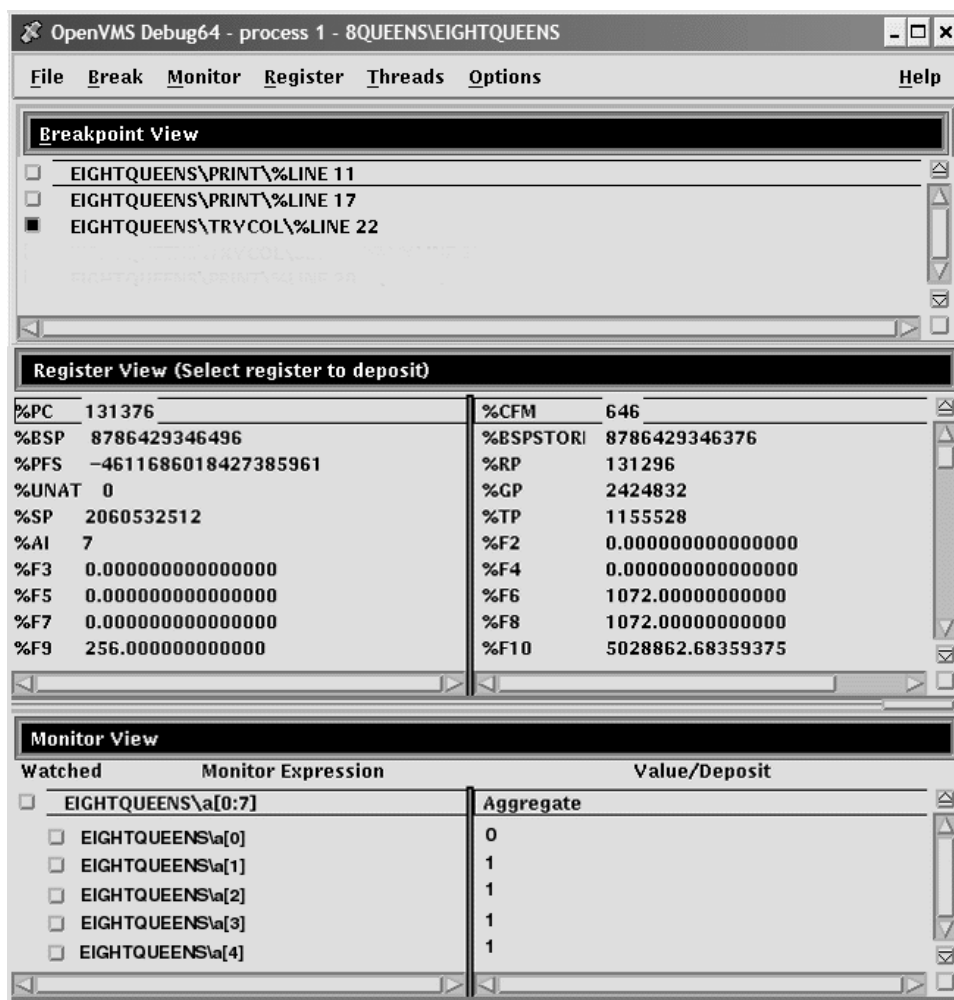 OpenVMS Debug64 - process 1 - 8QUEENS\EIGHTQUEENS
File Break Monitor Register Threads Options Help
Breakpoint View
EIGHTQUEENS\PRINT\%LINE 11
EIGHTQUEENS\PRINT\%LINE 17
EIGHTQUEENS\TRYCOL\%LINE 22
Register View (Select register to deposit)
%PC 131376 %CFM 646
%BSP 8786429346496 %BSPSTORI 8786429346376
%PFS -4611686018427385961 %RP 131296
%UNAT 0 %GP 2424832
%SP 2060532512 %TP 1155528
%AI 7 %F2 0.000000000000000
%F3 0.000000000000000 %F4 0.000000000000000
%F5 0.000000000000000 %F6 1072.00000000000
%F7 0.000000000000000 %F8 1072.00000000000
%F9 256.000000000000 %F10 5028862.68359375
Monitor View
Watched Monitor Expression Value/Deposit
EIGHTQUEENS\a[0:7] Aggregate
EIGHTQUEENS\a[0] 0
EIGHTQUEENS\a[1] 1
EIGHTQUEENS\a[2] 1
EIGHTQUEENS\a[3] 1
EIGHTQUEENS\a[4] 1